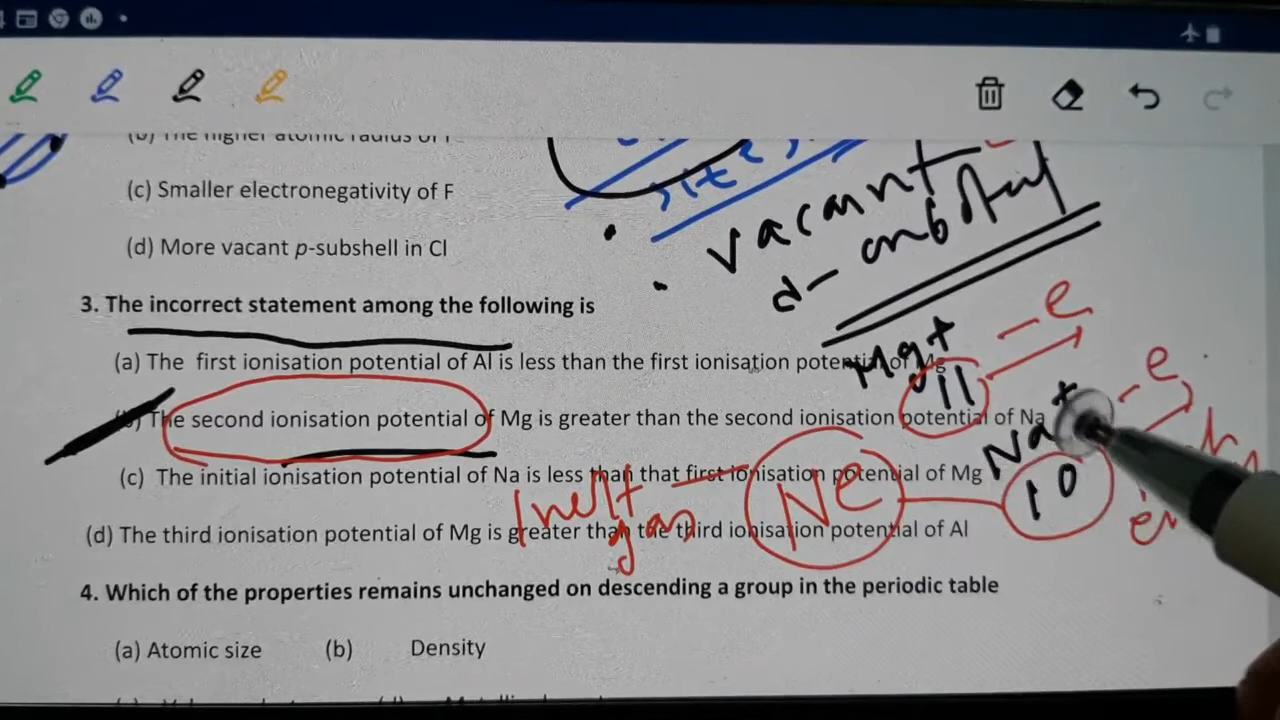 (c) Smaller electronegativity of F
(d) More vacant p-subshell in Cl
vacant
d-
3. The incorrect statement among the following is
Mg+
-e
(a) The first ionisation potential of Al is less than the first ionisation potential of Mg
11
-e
The second ionisation potential of Mg is greater than the second ionisation potential of Na
Na+
(c) The initial ionisation potential of Na is less than that first ionisation potential of Mg
Inert gas
Ne
10
(d) The third ionisation potential of Mg is greater than the third ionisation potential of Al
4. Which of the properties remains unchanged on descending a group in the periodic table
(a) Atomic size (b) Density